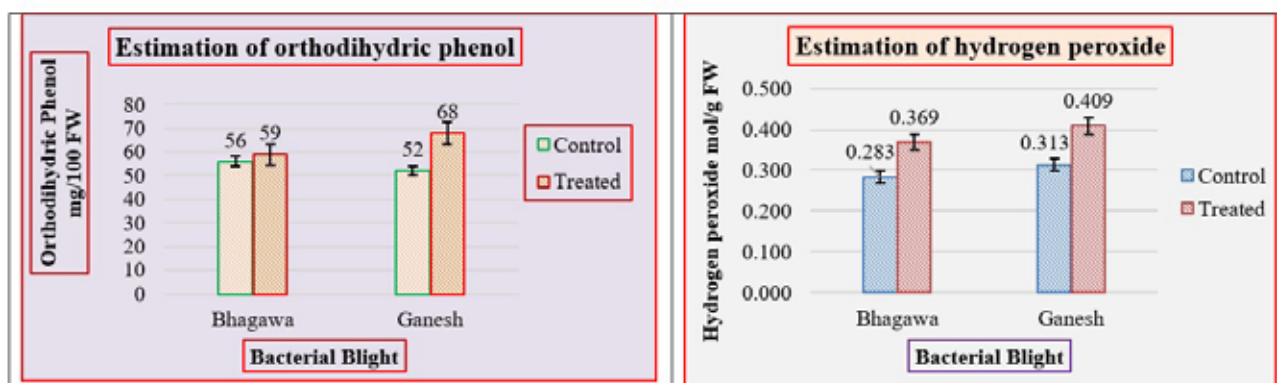 Estimation of orthodihydric phenol
Orthodihydric Phenol
mg/100 FW
80
70
60
50
40
30
20
10
0
56
59
52
68
Control
Treated
Bhagawa
Ganesh
Bacterial Blight
Estimation of hydrogen peroxide
Hydrogen peroxide mol/g FW
0.500
0.400
0.300
0.200
0.100
0.000
0.283
0.369
0.313
0.409
Control
Treated
Bhagawa
Ganesh
Bacterial Blight